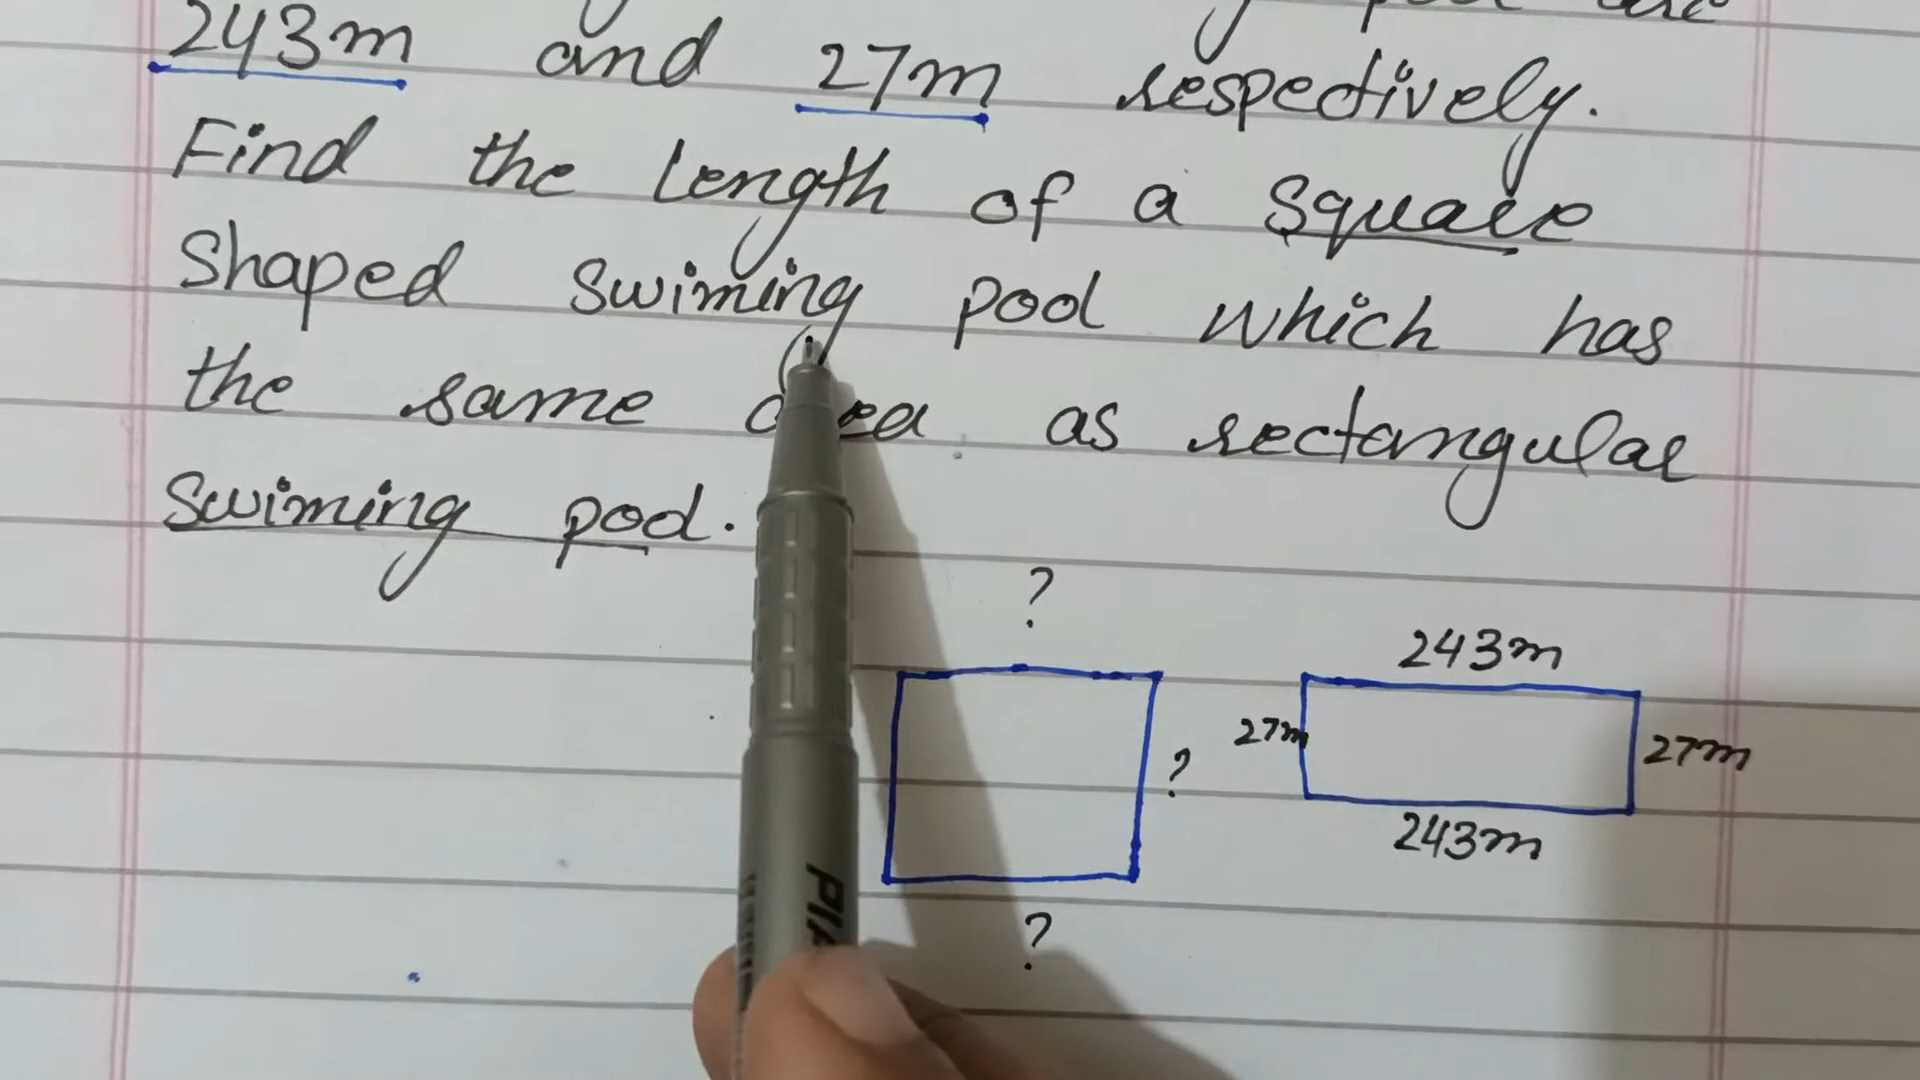 243m and 27m respectively.
Find the length of a square
Shaped Swiming pool which has
the same area as rectangular
Swiming pool.
?
243m
27m
27m
?
243m
?